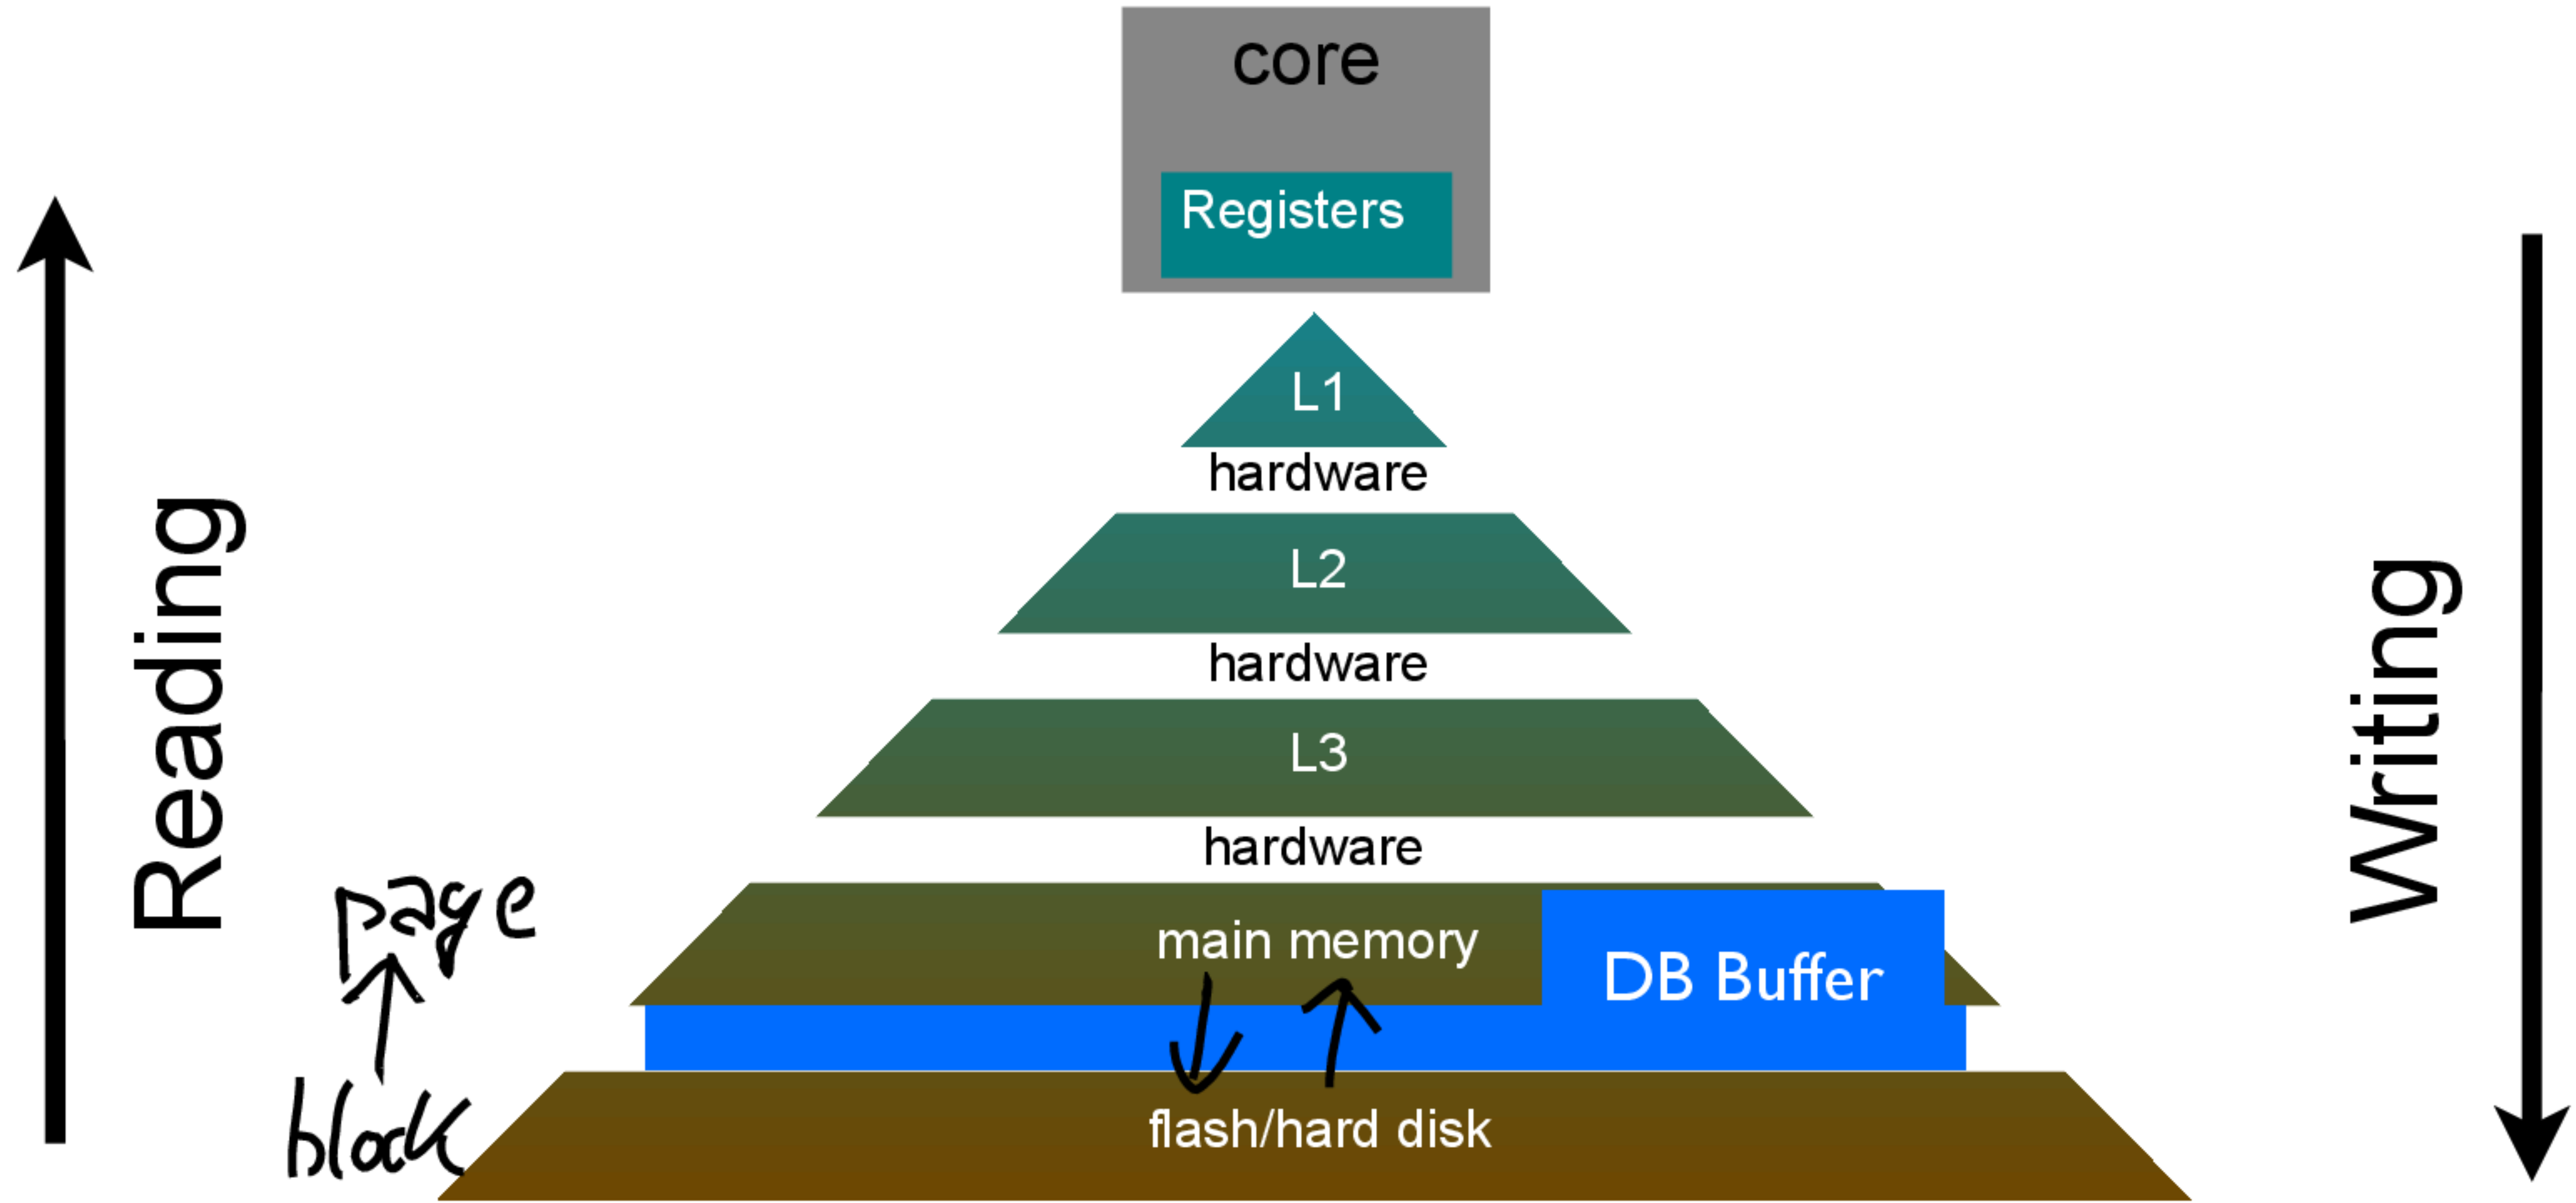 core
Registers
L1
hardware
L2
hardware
L3
hardware
Reading
Writing
page
main memory
DB Buffer
block
flash/hard disk